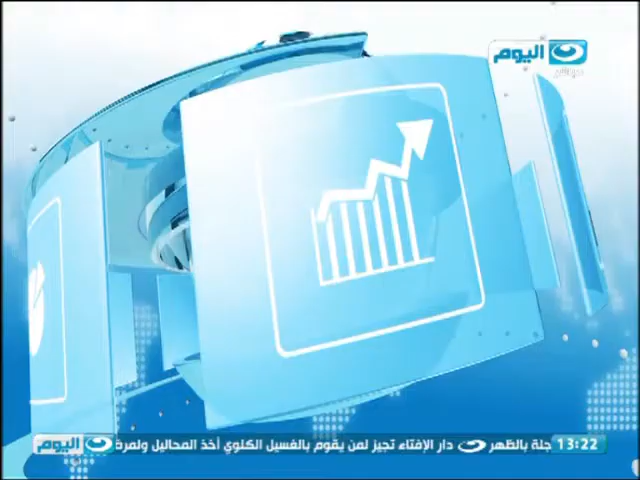 اليوم
جلة بالظهر دار الإفتاء تجيز لمن يقوم بالغسيل الكلوي أخذ المحاليل ولمرة
13:22
اليوم